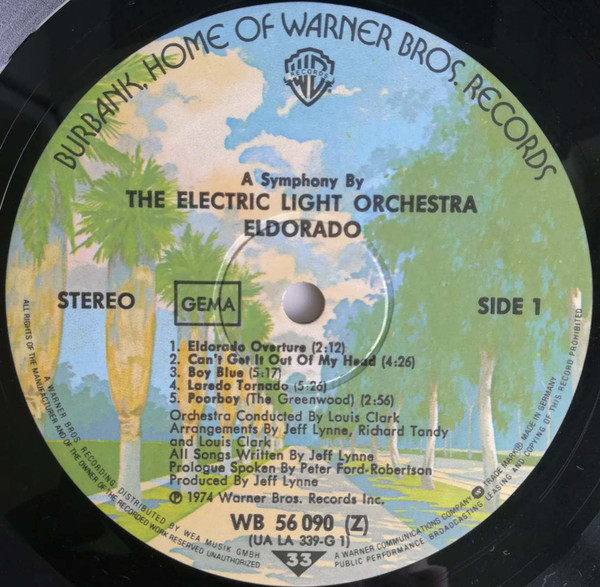 BURBANK, HOME OF WARNER BROS. RECORDS
WB
RECORDS
A Symphony By
THE ELECTRIC LIGHT ORCHESTRA
ELDORADO
STEREO
GEMA
SIDE 1
1. Eldorado Overture (2:12)
2. Can't Get It Out Of My Head (4:26)
3. Boy Blue (5:17)
4. Laredo Tornado (5:26)
5. Poorboy (The Greenwood) (2:56)
Orchestra Conducted By Louis Clark
Arrangements By Jeff Lynne, Richard Tandy
and Louis Clark
All Songs Written By Jeff Lynne
Prologue Spoken By Peter Ford-Robertson
Produced By Jeff Lynne
℗ 1974 Warner Bros. Records Inc.
WB 56 090 (Z)
(UA LA 339-G 1)
33
ALL RIGHTS OF THE MANUFACTURER AND OF THE OWNER OF THE RECORDED WORK RESERVED UNAUTHORIZED
A WARNER BROS. RECORDING DISTRIBUTED BY WEA MUSIK GMBH
A WARNER COMMUNICATIONS COMPANY TRADE MARK® MADE IN GERMANY
PUBLIC PERFORMANCE BROADCASTING LEASING AND COPYING OF THIS RECORD PROHIBITED